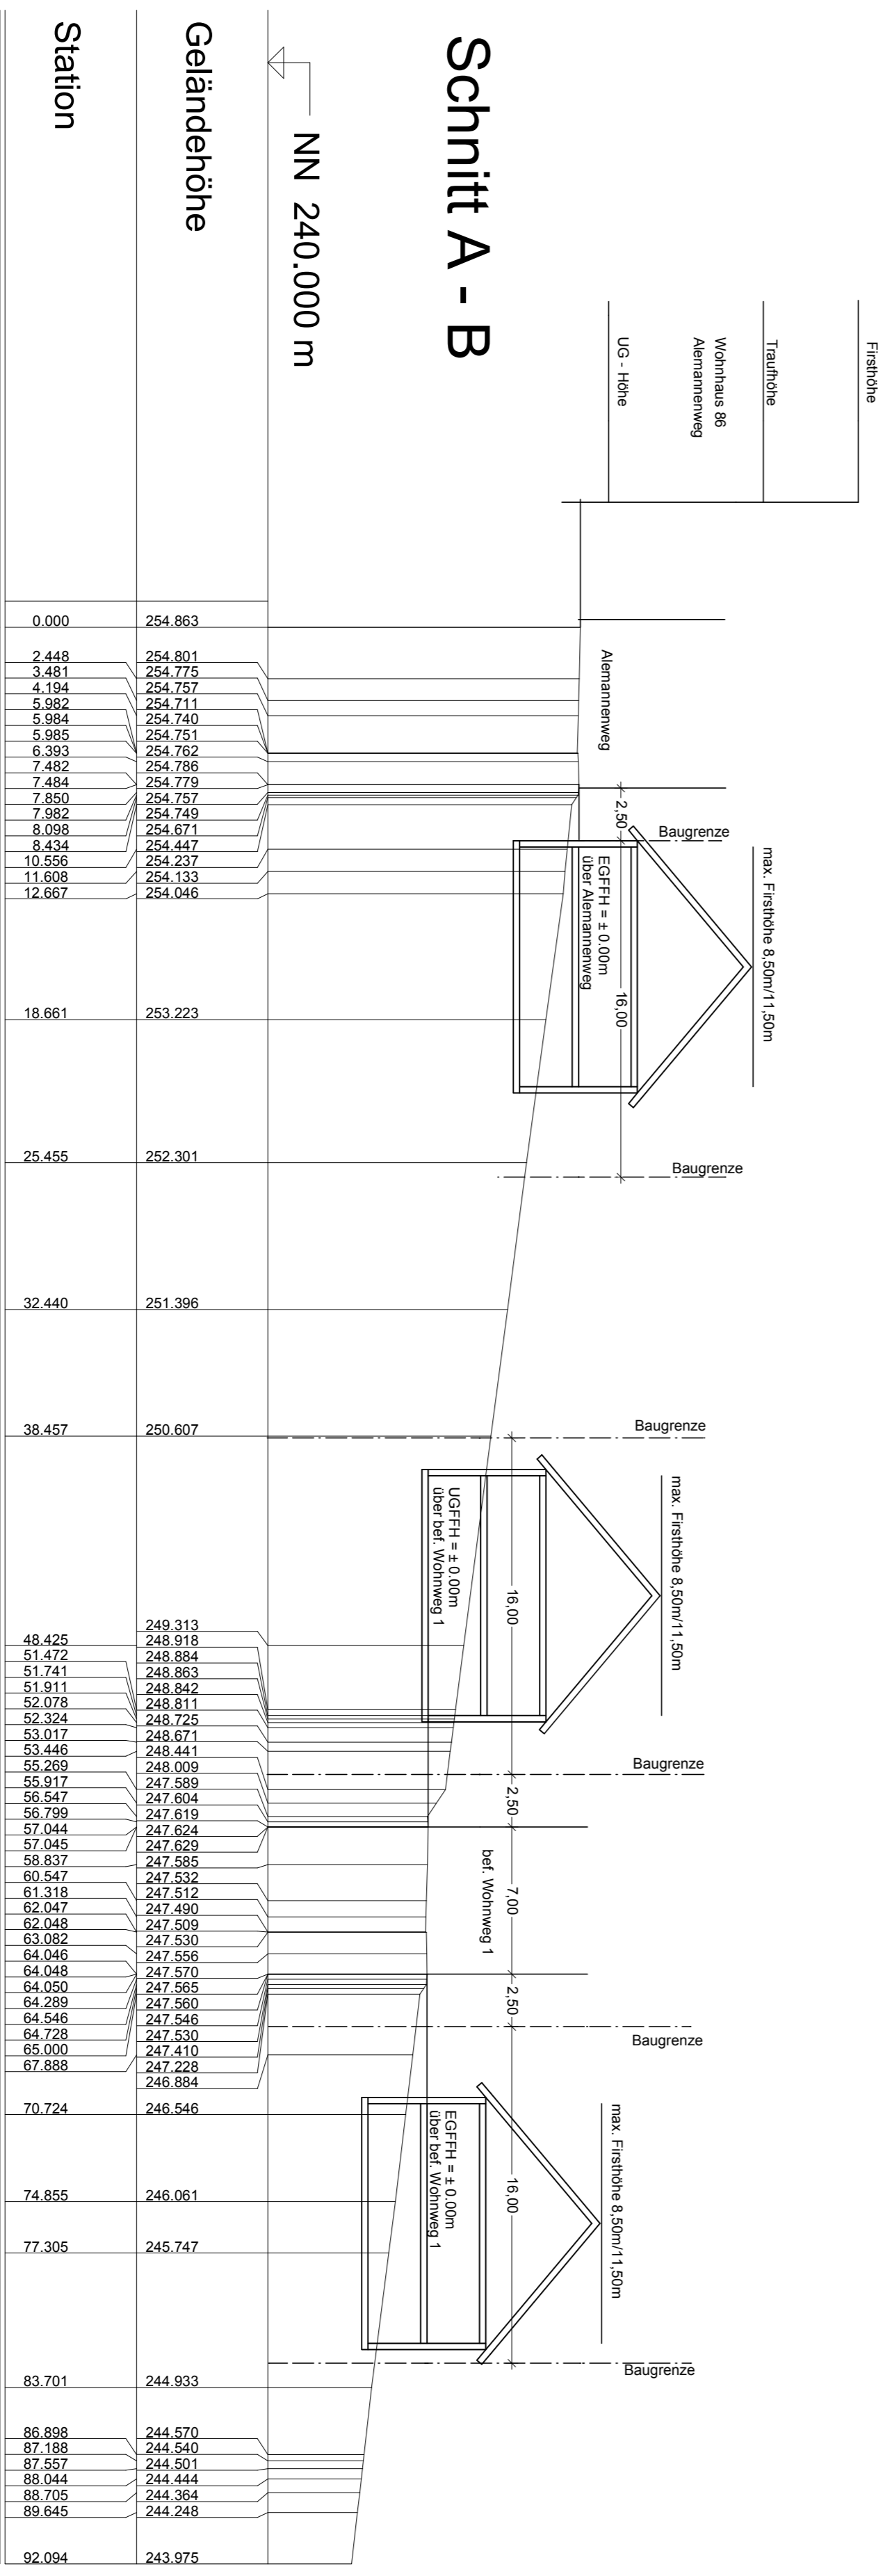 Schnitt A - B
NN 240.000 m
Geländehöhe
Station
Firsthöhe
Traufhöhe
Wohnhaus 86
Alemannenweg
UG - Höhe
Alemannenweg
2,50
Baugrenze
max. Firsthöhe 8,50m/11,50m
EGFFH = ± 0.00m
über Alemannenweg
16,00
Baugrenze
Baugrenze
max. Firsthöhe 8,50m/11,50m
UGFFH = ± 0.00m
über bef. Wohnweg 1
16,00
Baugrenze
2,50
bef. Wohnweg 1
7,00
2,50
Baugrenze
max. Firsthöhe 8,50m/11,50m
EGFFH = ± 0.00m
über bef. Wohnweg 1
16,00
Baugrenze
0.000 254.863
2.448 254.801
3.481 254.775
4.194 254.757
5.982 254.711
5.984 254.740
5.985 254.751
6.393 254.762
7.482 254.786
7.484 254.779
7.850 254.757
7.982 254.749
8.098 254.671
8.434 254.447
10.556 254.237
11.608 254.133
12.667 254.046
18.661 253.223
25.455 252.301
32.440 251.396
38.457 250.607
48.425 249.313
51.472 248.918
51.741 248.884
51.911 248.863
52.078 248.842
52.324 248.811
53.017 248.725
53.446 248.671
55.269 248.441
55.917 248.009
56.547 247.589
56.799 247.604
57.044 247.619
57.045 247.624
58.837 247.629
60.547 247.585
61.318 247.532
62.047 247.512
62.048 247.490
63.082 247.509
64.046 247.530
64.048 247.556
64.050 247.570
64.289 247.565
64.546 247.560
64.728 247.546
65.000 247.530
67.888 247.410
247.228
246.884
70.724 246.546
74.855 246.061
77.305 245.747
83.701 244.933
86.898 244.570
87.188 244.540
87.557 244.501
88.044 244.444
88.705 244.364
89.645 244.248
92.094 243.975